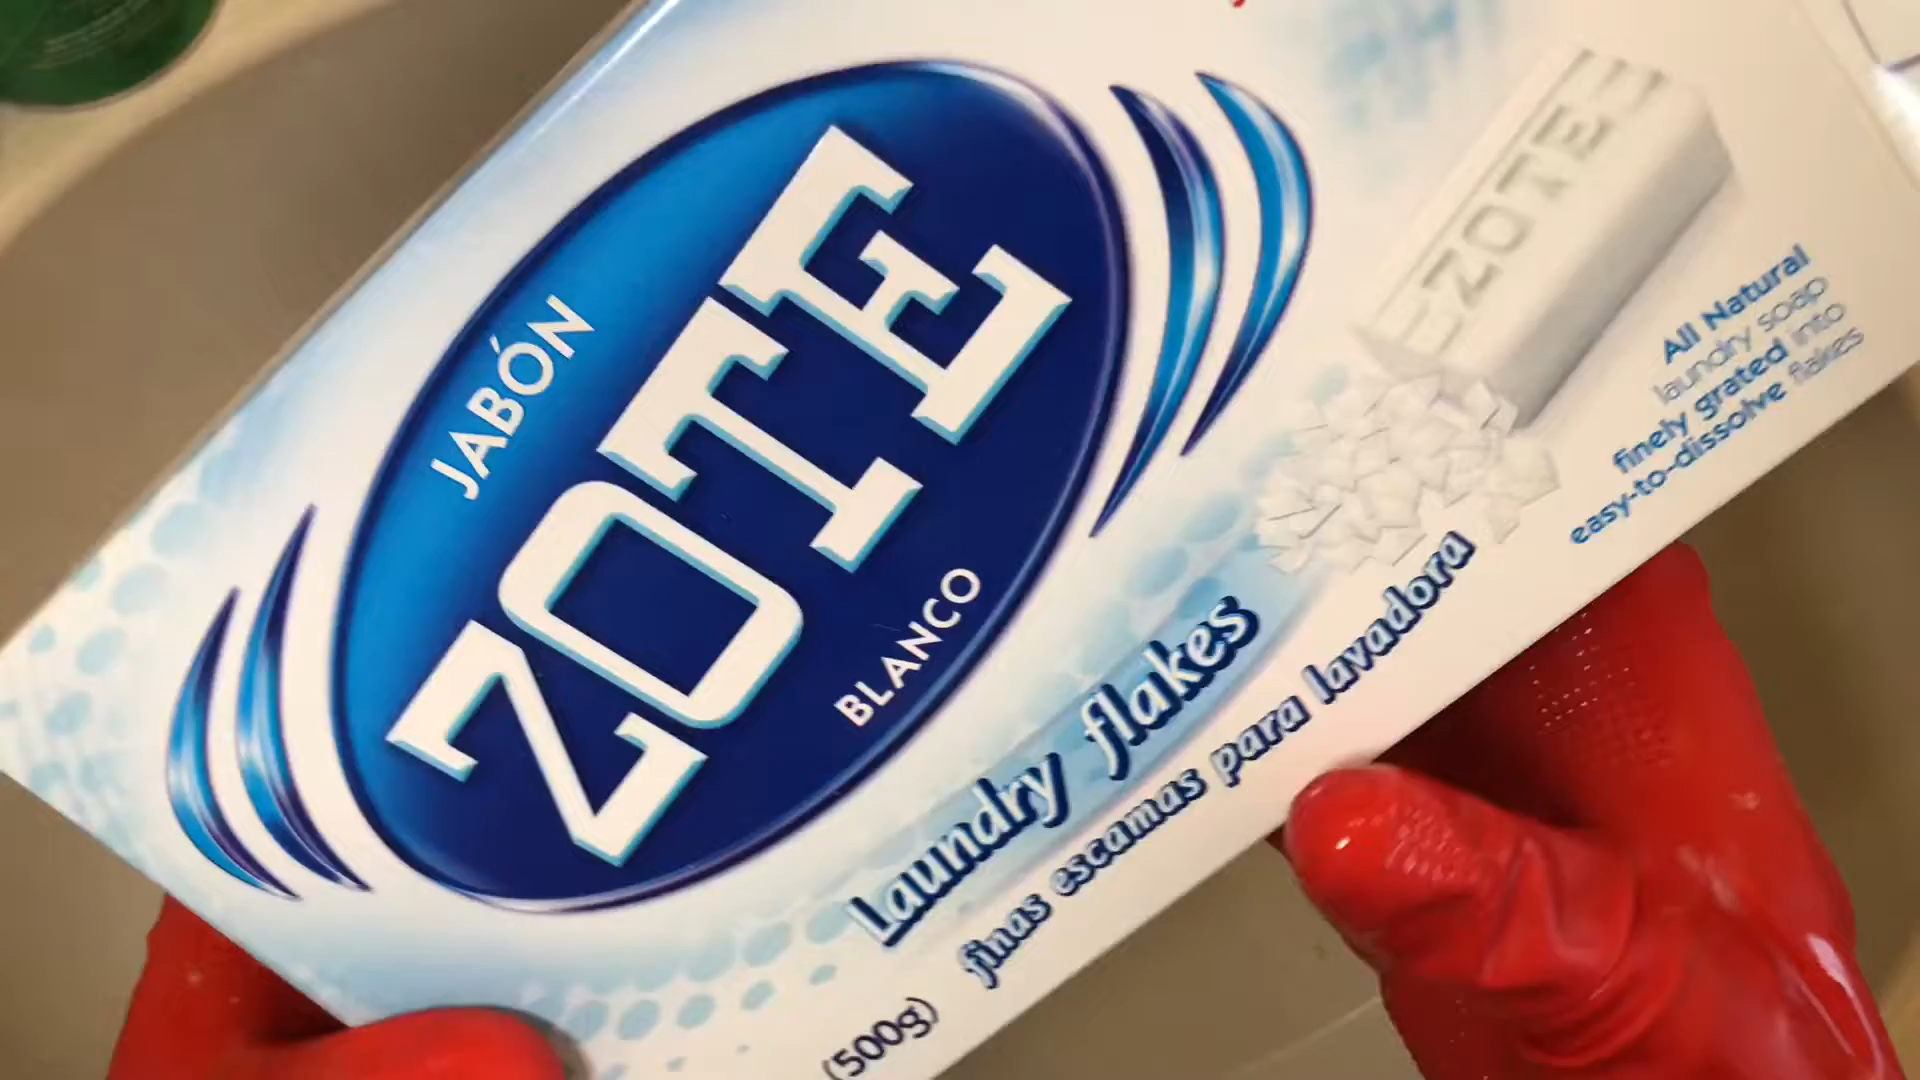 JABÓN
ZOTE
BLANCO
ZOTE
All Natural
laundry soap
finely grated into
easy-to-dissolve flakes
Laundry flakes
finas escamas para lavadora
(500g)